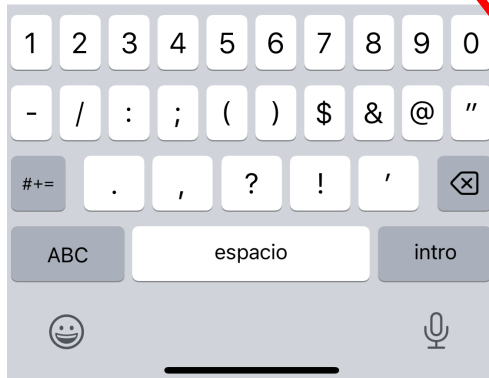 1 2 3 4 5 6 7 8 9 0
- / : ; ( ) $ & @ "
#+= . , ? ! '
ABC espacio intro